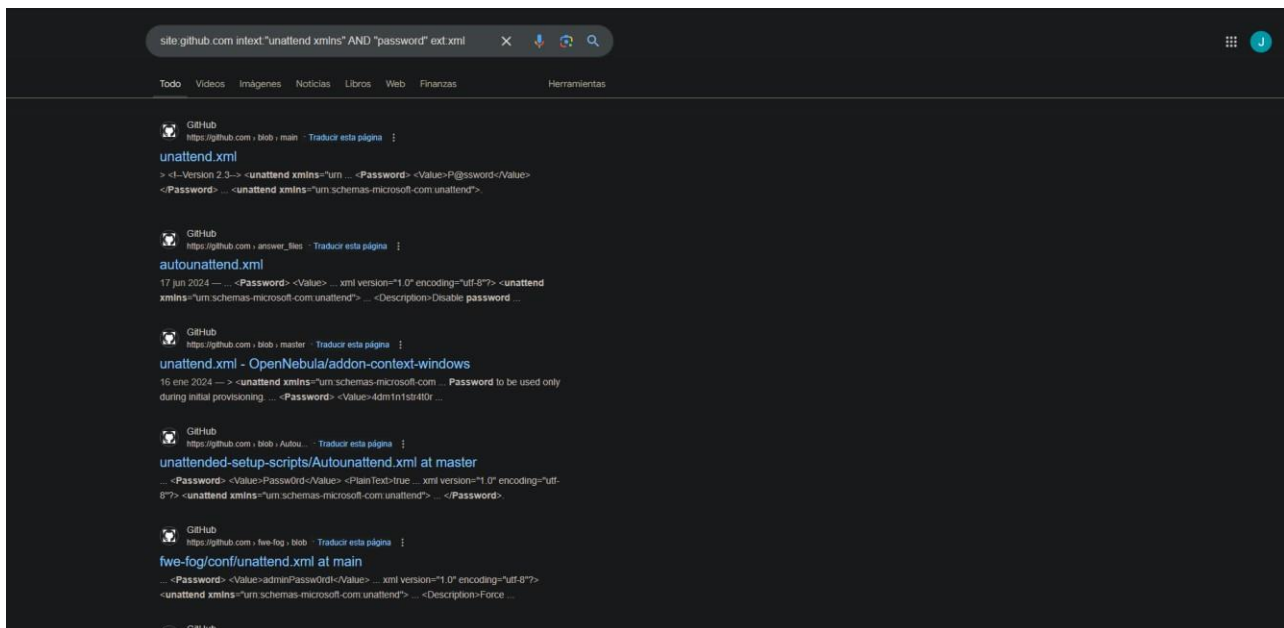 site:github.com intext:"unattend xmlns" AND "password" ext:xml
J
Todo Videos Imágenes Noticias Libros Web Finanzas Herramientas
GitHub
https://github.com › blob › main · Traducir esta página
unattend.xml
> <!--Version 2.3--> <unattend xmlns="urn ... <Password> <Value>P@ssword</Value>
</Password> ... <unattend xmlns="urn:schemas-microsoft-com:unattend">.
GitHub
https://github.com › answer_files · Traducir esta página
autounattend.xml
17 jun 2024 — ... <Password> <Value> ... xml version="1.0" encoding="utf-8"?> <unattend
xmlns="urn:schemas-microsoft-com:unattend"> ... <Description>Disable password ...
GitHub
https://github.com › blob › master · Traducir esta página
unattend.xml - OpenNebula/addon-context-windows
16 ene 2024 — > <unattend xmlns="urn:schemas-microsoft-com ... Password to be used only
during initial provisioning. ... <Password> <Value>4dm1n1str4t0r ...
GitHub
https://github.com › blob › Autou... · Traducir esta página
unattended-setup-scripts/Autounattend.xml at master
... <Password> <Value>Passw0rd</Value> <PlainText>true ... xml version="1.0" encoding="utf-
8"?> <unattend xmlns="urn:schemas-microsoft-com:unattend"> ... </Password>.
GitHub
https://github.com › fwe-fog › blob · Traducir esta página
fwe-fog/conf/unattend.xml at main
... <Password> <Value>adminPassw0rd!</Value> ... xml version="1.0" encoding="utf-8"?>
<unattend xmlns="urn:schemas-microsoft-com:unattend"> ... <Description>Force ...
GitHub